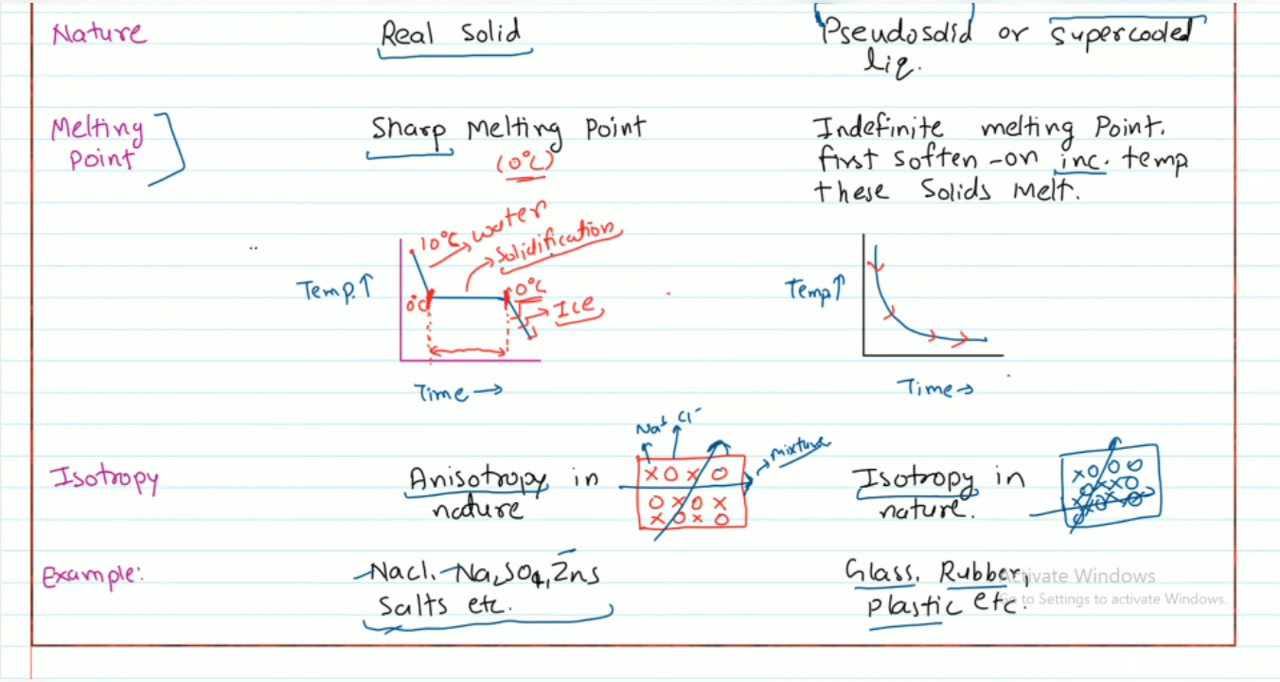 Nature
Real Solid
Pseudosolid or supercooled
liq.
Melting
Point
Sharp Melting Point
(0°C)
Indefinite melting Point.
first soften -on inc. temp
these Solids Melt.
Temp.↑
10°C
water
Solidification
0°C
0°C
Ice
Time→
Temp↑
Time→
Isotropy
Anisotropy in
nature
Na+ Cl-
x o x o
o x o x
x o x o
mixture
Isotropy in
nature.
Example:
Nacl. Na2SO4, Zns
Salts etc.
Glass, Rubber,
Plastic etc.
Activate Windows
Go to Settings to activate Windows.